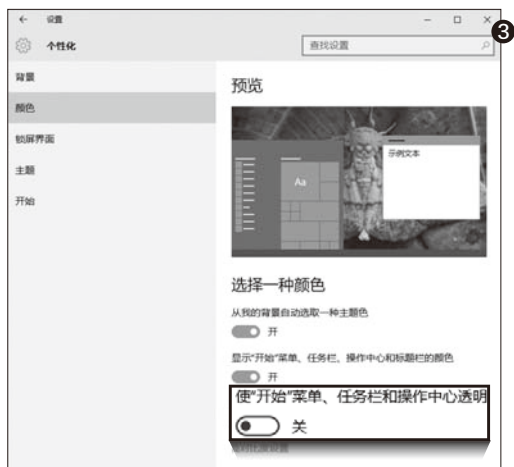 设置
❸
个性化
查找设置
背景
颜色
锁屏界面
主题
开始
预览
示例文本
Aa
选择一种颜色
从我的背景自动选取一种主题色
开
显示“开始”菜单、任务栏、操作中心和标题栏的颜色
开
使“开始”菜单、任务栏和操作中心透明
关